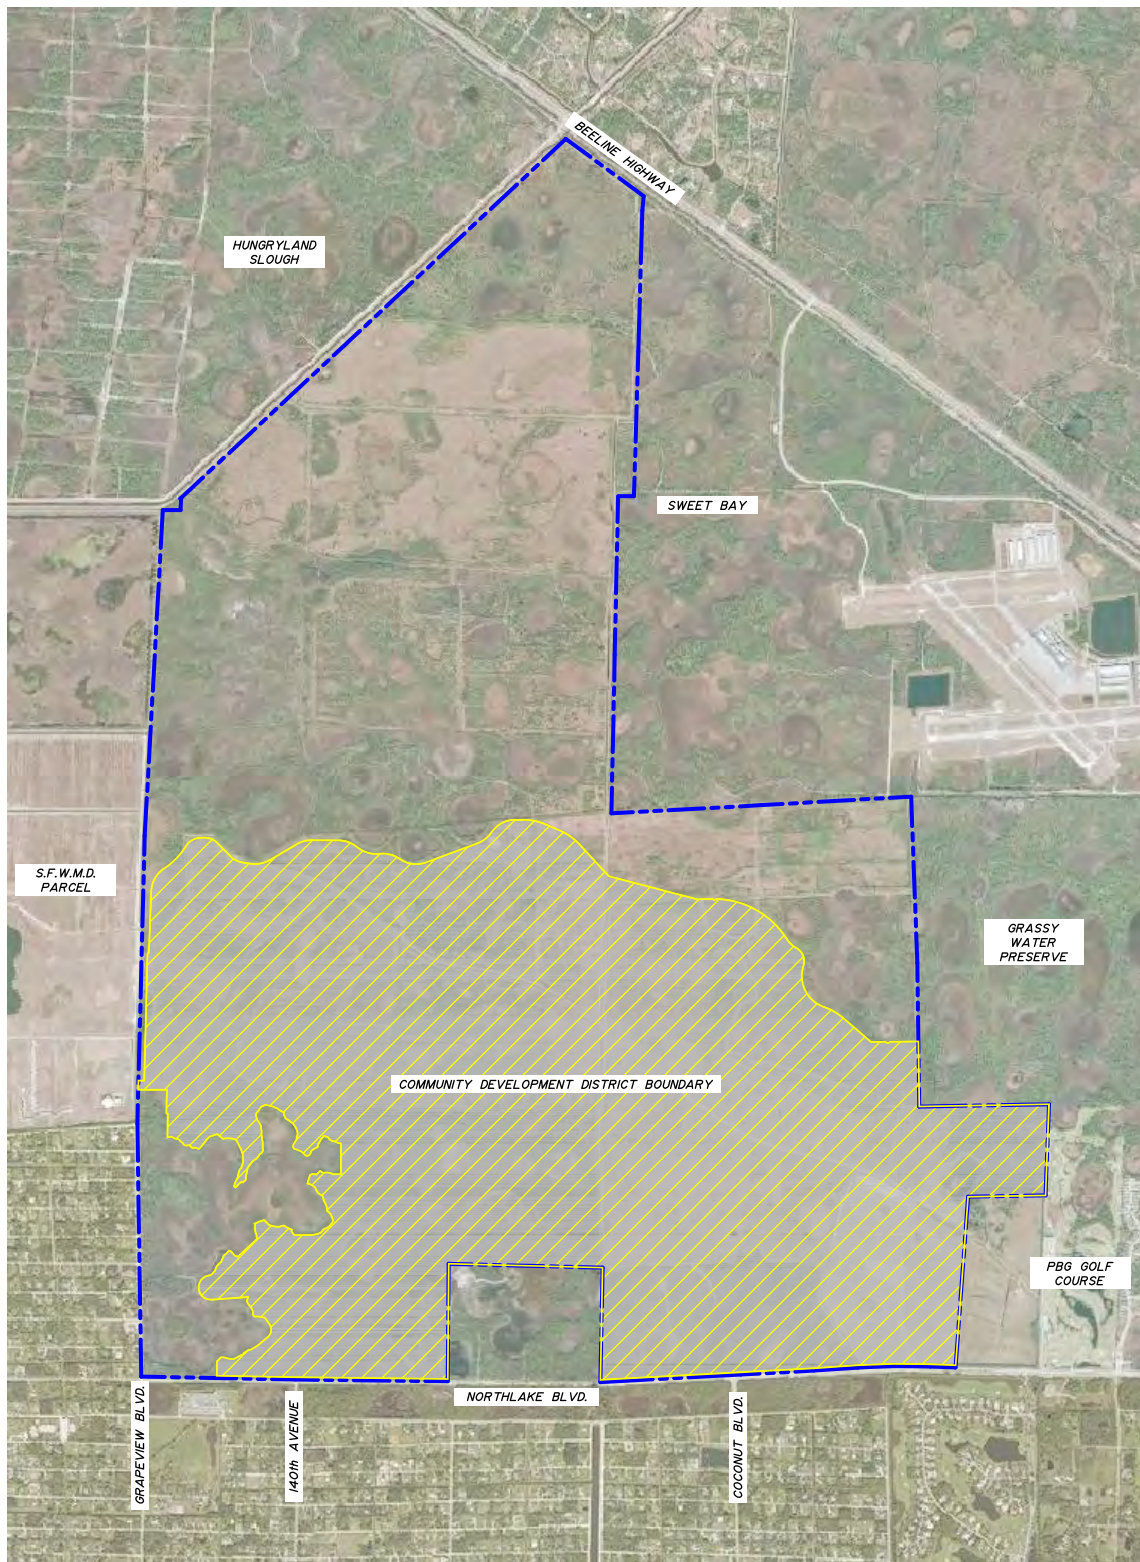 BEELINE HIGHWAY
HUNGRYLAND
SLOUGH
SWEET BAY
S.F.W.M.D.
PARCEL
GRASSY
WATER
PRESERVE
COMMUNITY DEVELOPMENT DISTRICT BOUNDARY
PBG GOLF
COURSE
NORTHLAKE BLVD.
GRAPEVIEW BLVD.
140th AVENUE
COCONUT BLVD.